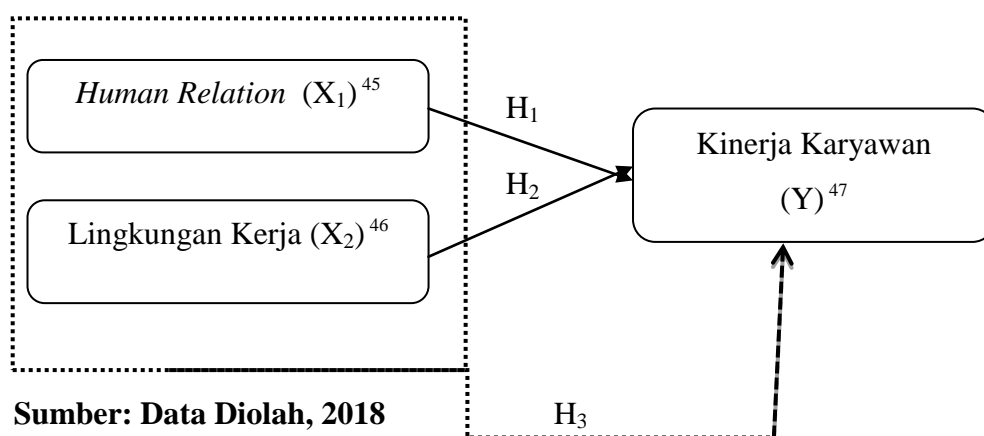 Human Relation (X₁) ⁴⁵
H₁
Kinerja Karyawan
(Y) ⁴⁷
H₂
Lingkungan Kerja (X₂) ⁴⁶
Sumber: Data Diolah, 2018
H₃